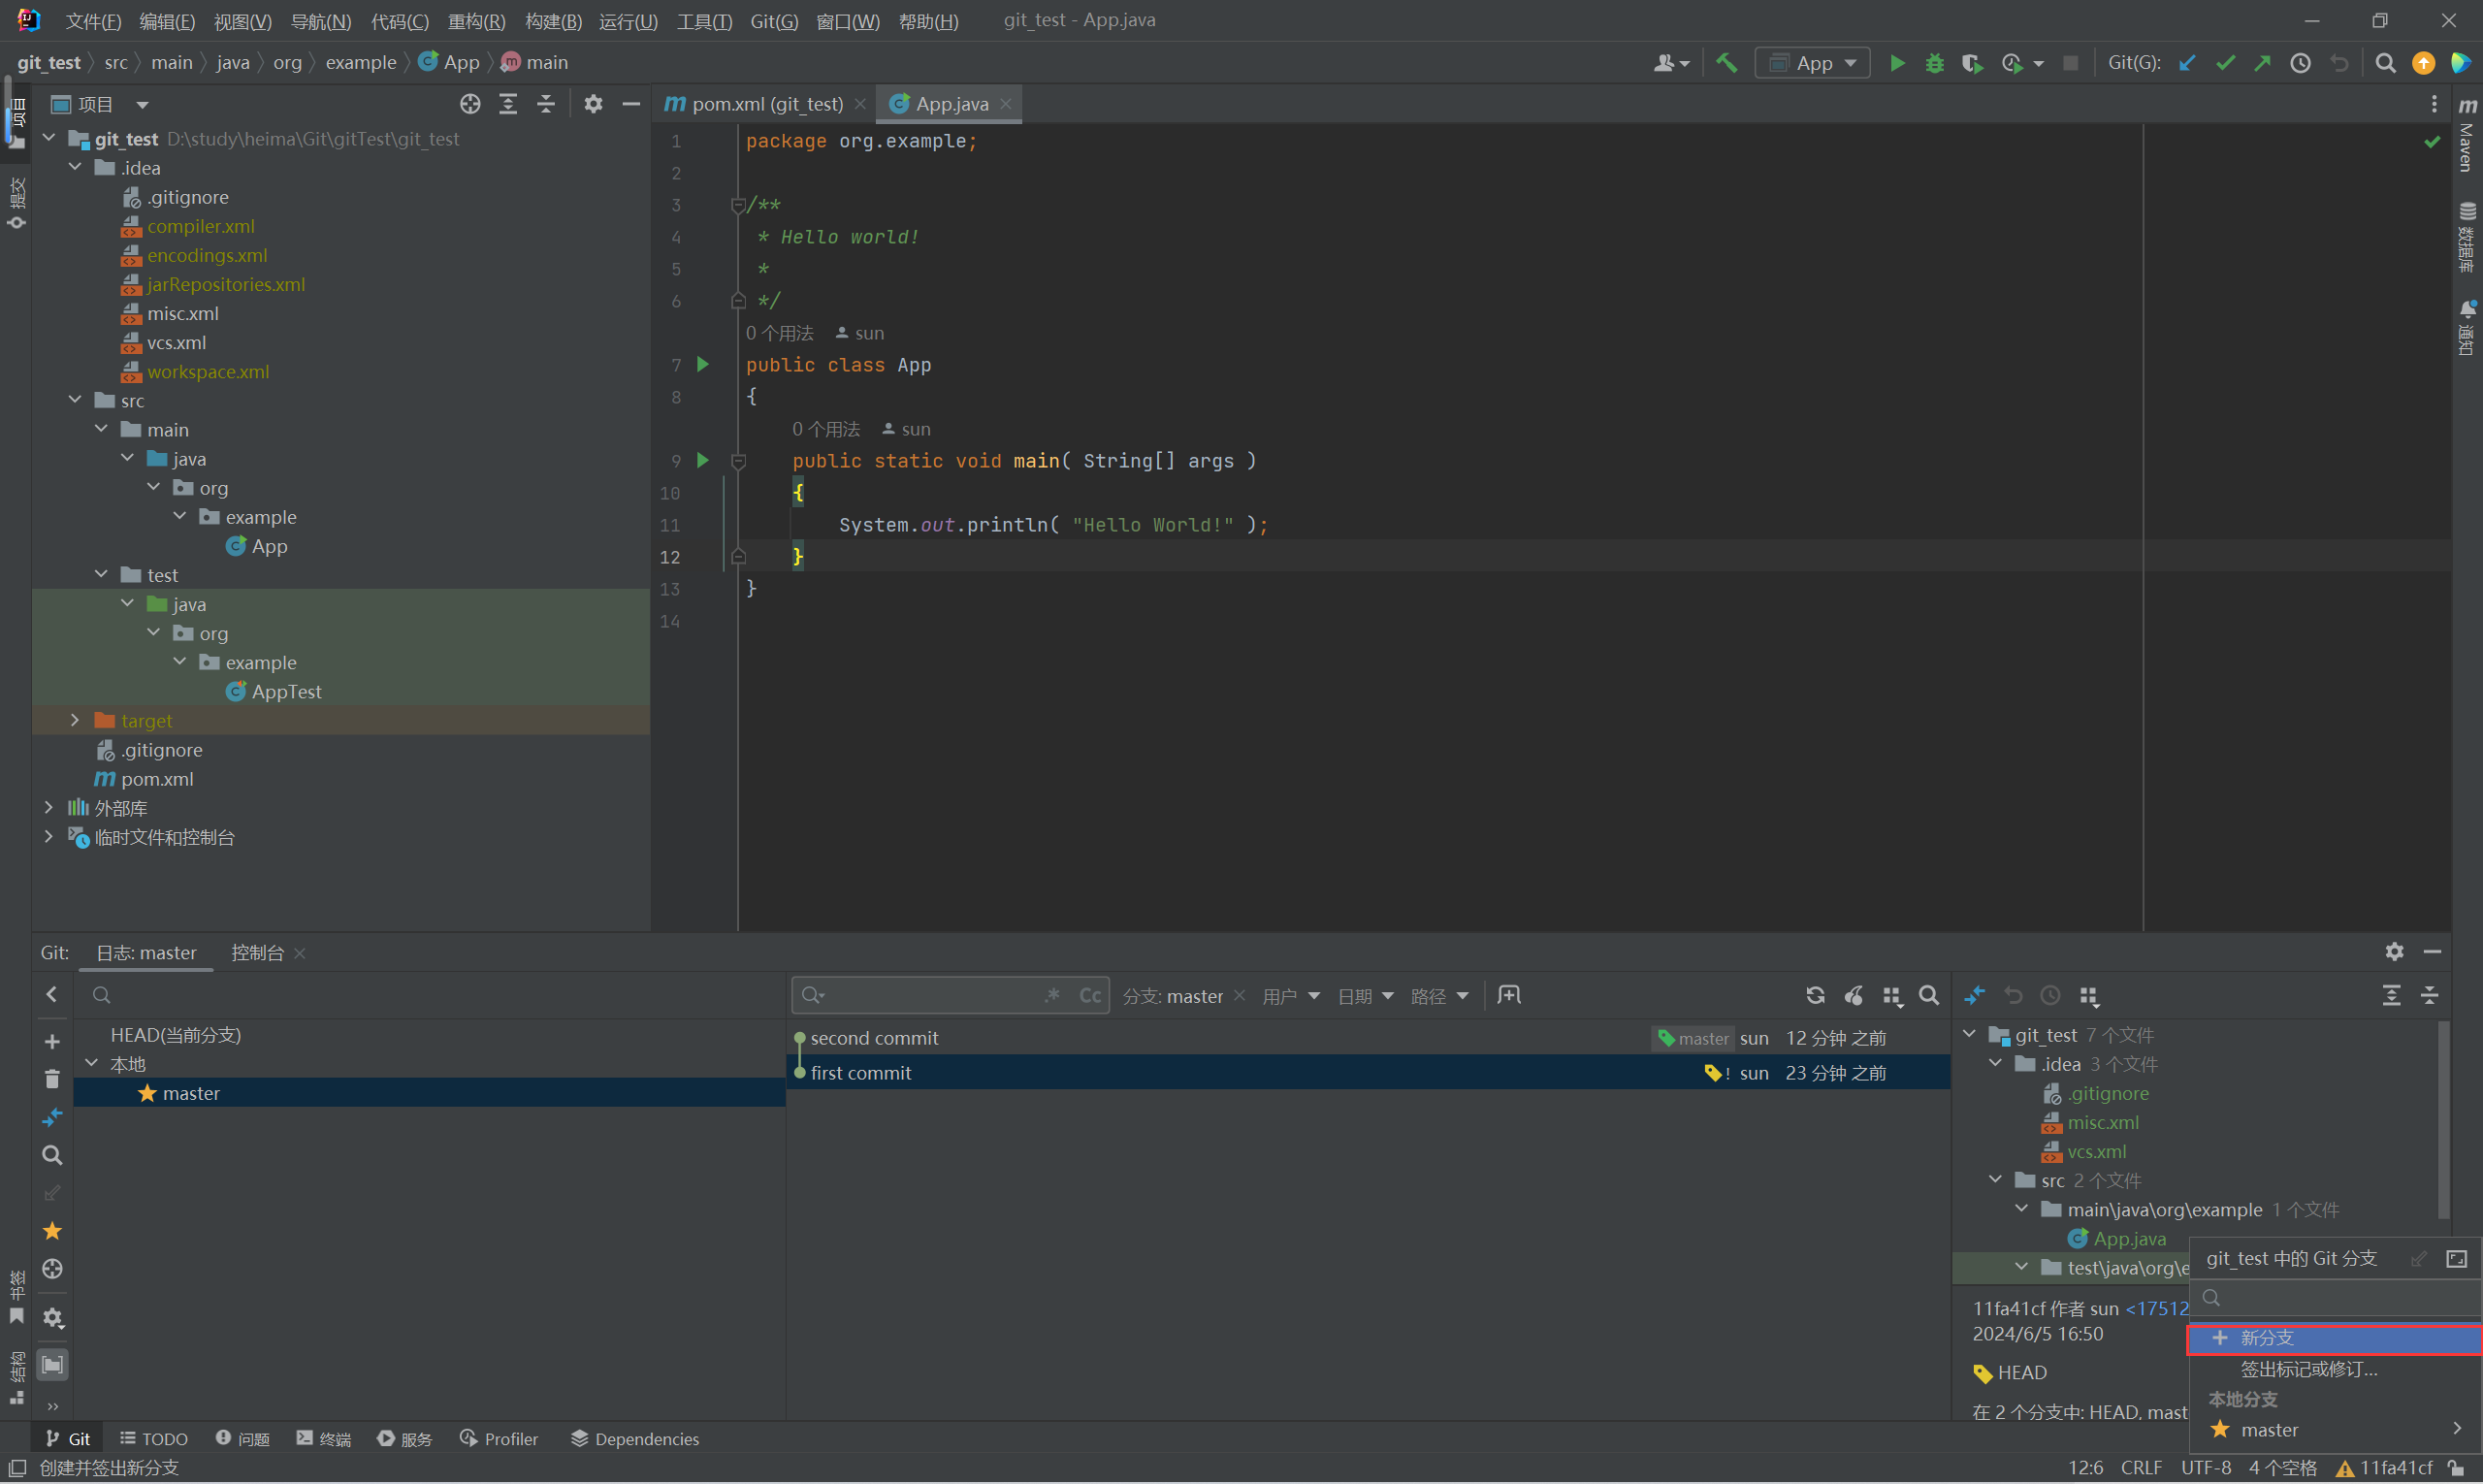 文件(F) 编辑(E) 视图(V) 导航(N) 代码(C) 重构(R) 构建(B) 运行(U) 工具(T) Git(G) 窗口(W) 帮助(H) git_test - App.java
git_test src main java org example App main
App Git(G):
项目
提交
书签
结构
项目
git_test D:\study\heima\Git\gitTest\git_test
.idea
.gitignore
compiler.xml
encodings.xml
jarRepositories.xml
misc.xml
vcs.xml
workspace.xml
src
main
java
org
example
App
test
java
org
example
AppTest
target
.gitignore
pom.xml
外部库
临时文件和控制台
pom.xml (git_test) App.java
1 package org.example;
2
3 /**
4 * Hello world!
5 *
6 */
0 个用法 sun
7 public class App
8 {
0 个用法 sun
9 public static void main( String[] args )
10 {
11 System.out.println( "Hello World!" );
12 }
13 }
14
Maven
数据库
通知
Git: 日志: master 控制台
HEAD(当前分支)
本地
master
.* Cc 分支: master 用户 日期 路径
second commit master sun 12 分钟 之前
first commit ! sun 23 分钟 之前
git_test 7 个文件
.idea 3 个文件
.gitignore
misc.xml
vcs.xml
src 2 个文件
main\java\org\example 1 个文件
App.java
test\java\org\e
11fa41cf 作者 sun <17512
2024/6/5 16:50
HEAD
在 2 个分支中: HEAD, mast
git_test 中的 Git 分支
新分支
签出标记或修订...
本地分支
master
Git TODO 问题 终端 服务 Profiler Dependencies
创建并签出新分支 12:6 CRLF UTF-8 4 个空格 11fa41cf